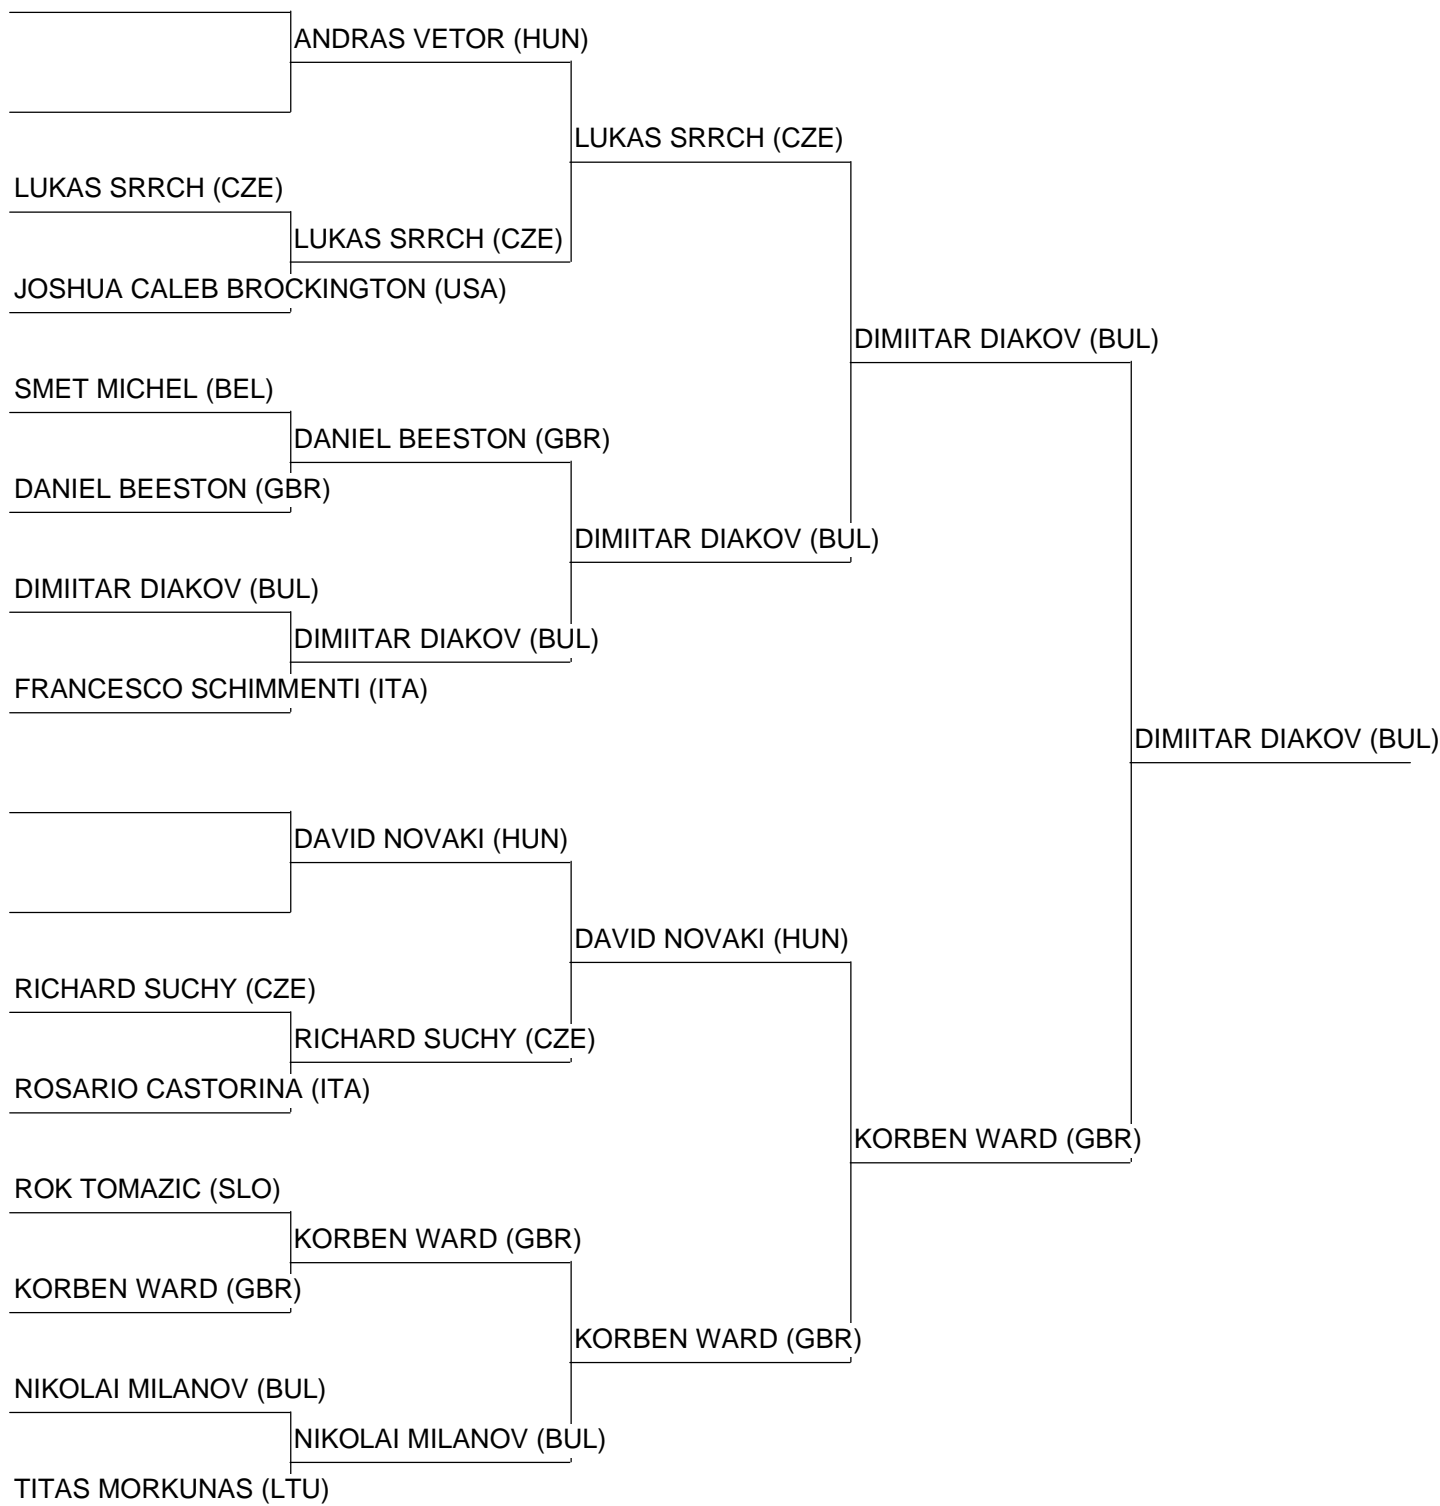 ANDRAS VETOR (HUN)
LUKAS SRRCH (CZE)
LUKAS SRRCH (CZE)
LUKAS SRRCH (CZE)
JOSHUA CALEB BROCKINGTON (USA)
DIMIITAR DIAKOV (BUL)
SMET MICHEL (BEL)
DANIEL BEESTON (GBR)
DANIEL BEESTON (GBR)
DIMIITAR DIAKOV (BUL)
DIMIITAR DIAKOV (BUL)
DIMIITAR DIAKOV (BUL)
FRANCESCO SCHIMMENTI (ITA)
DIMIITAR DIAKOV (BUL)
DAVID NOVAKI (HUN)
DAVID NOVAKI (HUN)
RICHARD SUCHY (CZE)
RICHARD SUCHY (CZE)
ROSARIO CASTORINA (ITA)
KORBEN WARD (GBR)
ROK TOMAZIC (SLO)
KORBEN WARD (GBR)
KORBEN WARD (GBR)
KORBEN WARD (GBR)
NIKOLAI MILANOV (BUL)
NIKOLAI MILANOV (BUL)
TITAS MORKUNAS (LTU)